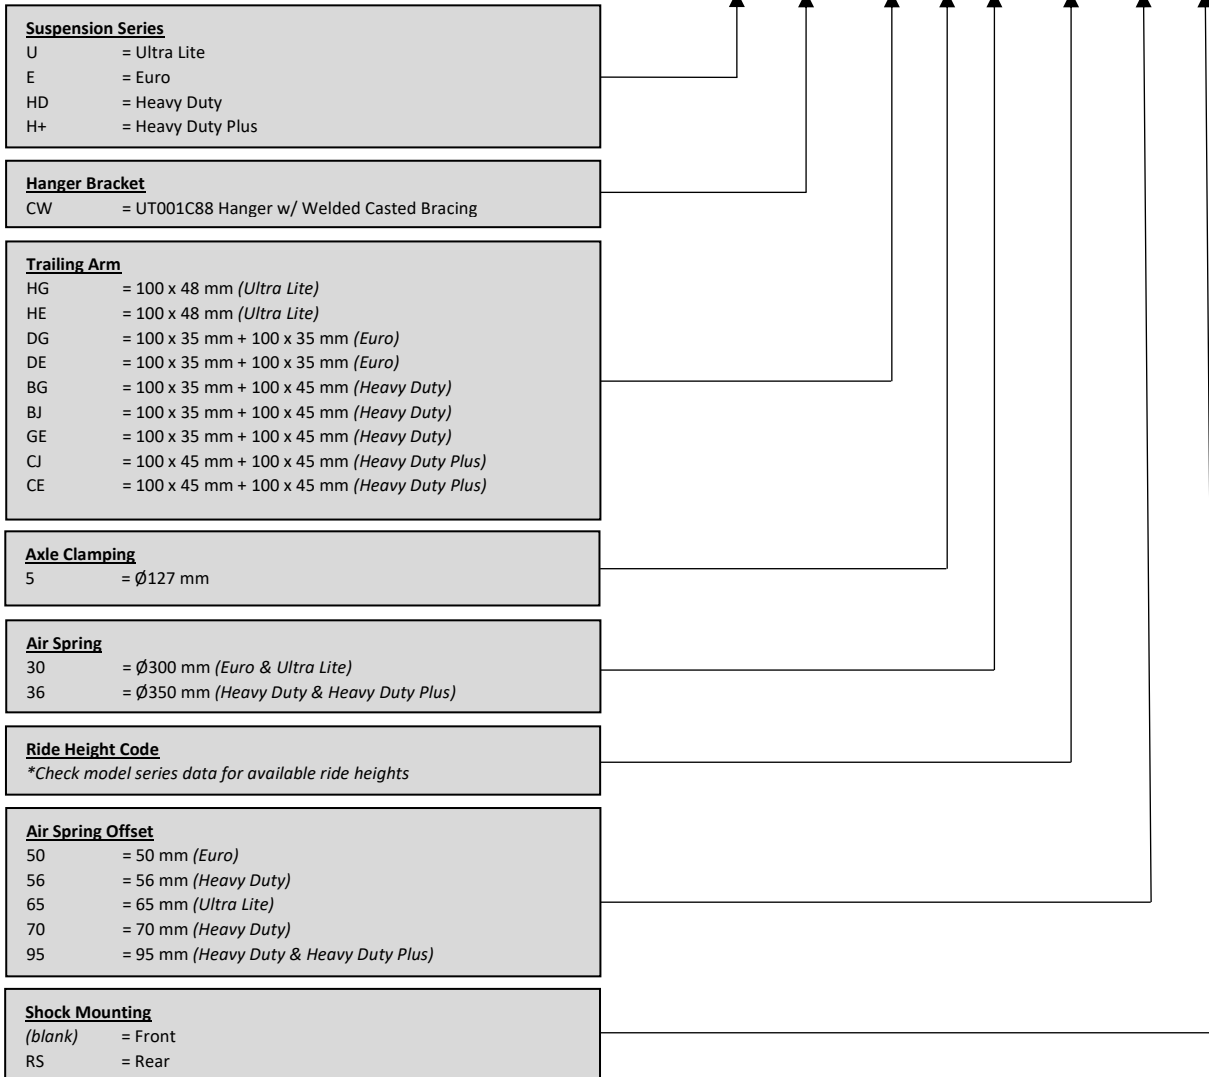 Suspension Series
U = Ultra Lite
E = Euro
HD = Heavy Duty
H+ = Heavy Duty Plus
Hanger Bracket
CW = UT001C88 Hanger w/ Welded Casted Bracing
Trailing Arm
HG = 100 x 48 mm (Ultra Lite)
HE = 100 x 48 mm (Ultra Lite)
DG = 100 x 35 mm + 100 x 35 mm (Euro)
DE = 100 x 35 mm + 100 x 35 mm (Euro)
BG = 100 x 35 mm + 100 x 45 mm (Heavy Duty)
BJ = 100 x 35 mm + 100 x 45 mm (Heavy Duty)
GE = 100 x 35 mm + 100 x 45 mm (Heavy Duty)
CJ = 100 x 45 mm + 100 x 45 mm (Heavy Duty Plus)
CE = 100 x 45 mm + 100 x 45 mm (Heavy Duty Plus)
Axle Clamping
5 = Ø127 mm
Air Spring
30 = Ø300 mm (Euro & Ultra Lite)
36 = Ø350 mm (Heavy Duty & Heavy Duty Plus)
Ride Height Code
*Check model series data for available ride heights
Air Spring Offset
50 = 50 mm (Euro)
56 = 56 mm (Heavy Duty)
65 = 65 mm (Ultra Lite)
70 = 70 mm (Heavy Duty)
95 = 95 mm (Heavy Duty & Heavy Duty Plus)
Shock Mounting
(blank) = Front
RS = Rear